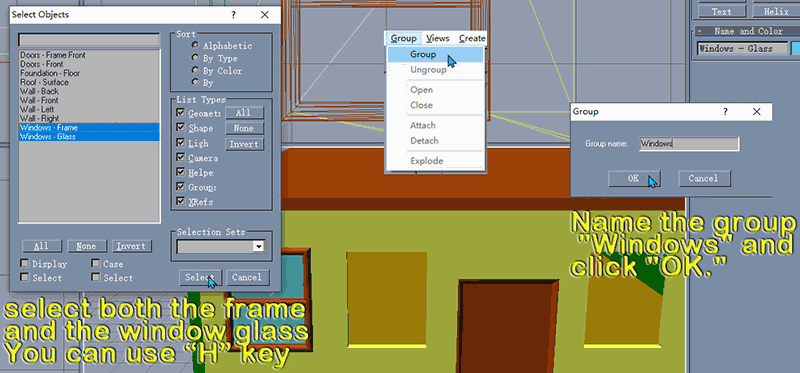 Select Objects
?
Sort
Alphabetic
By Type
By Color
By
Doors - Frame Front
Doors - Front
Foundation - Floor
Roof - Surface
Wall - Back
Wall - Front
Wall - Left
Wall - Right
Windows - Frame
Windows - Glass
List Types
Geomet
Shape
Ligh
Camera
Helpe
Group
XRefs
All
None
Invert
Selection Sets
All
None
Invert
Display
Case
Select
Select
Select
Cancel
select both the frame
and the window glass
You can use “H” key
Group Views Create
Group
Ungroup
Open
Close
Attach
Detach
Explode
Text
Helix
- Name and Color
Windows - Glass
Group
?
Group name:
Windows
OK
Cancel
Name the group
"Windows" and
click "OK."